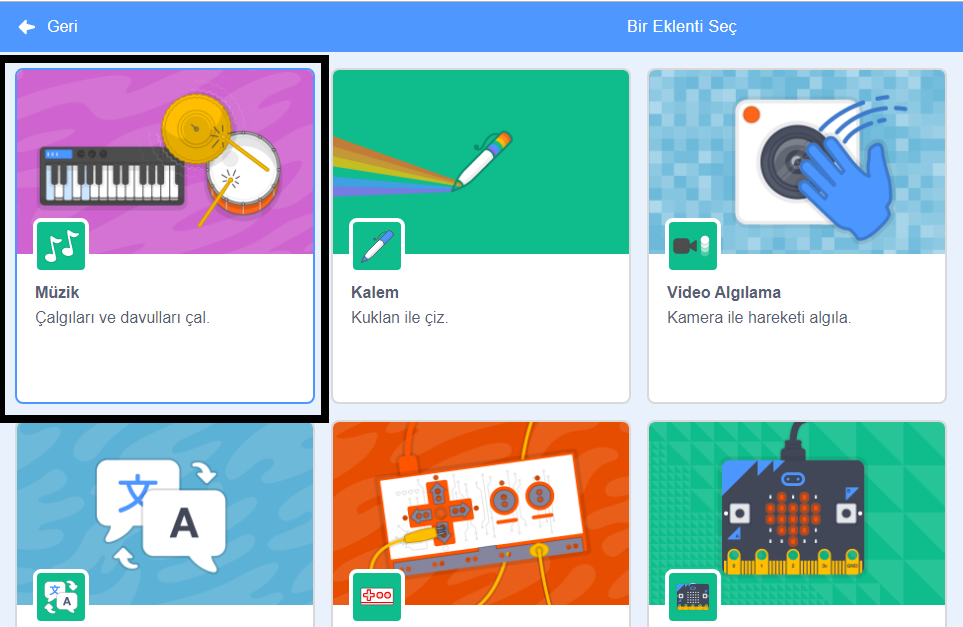 Geri
Bir Eklenti Seç
Müzik
Çalgıları ve davulları çal.
Kalem
Kuklan ile çiz.
Video Algılama
Kamera ile hareketi algıla.
文
A
文
A